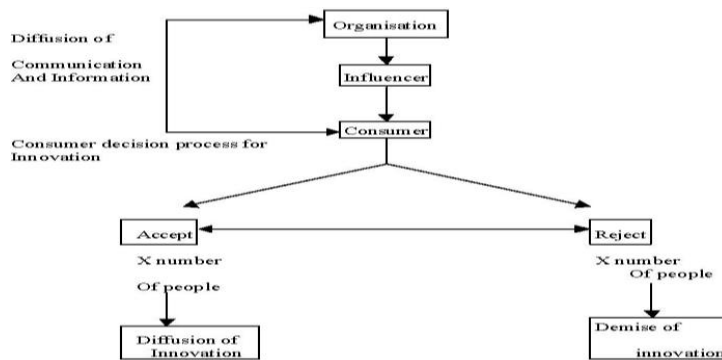 Organisation
Diffusion of
Communication
And Information
Influencer
Consumer
Consumer decision process for
Innovation
Accept
Reject
X number
Of people
X number
Of people
Diffusion of
Innovation
Demise of
innovation